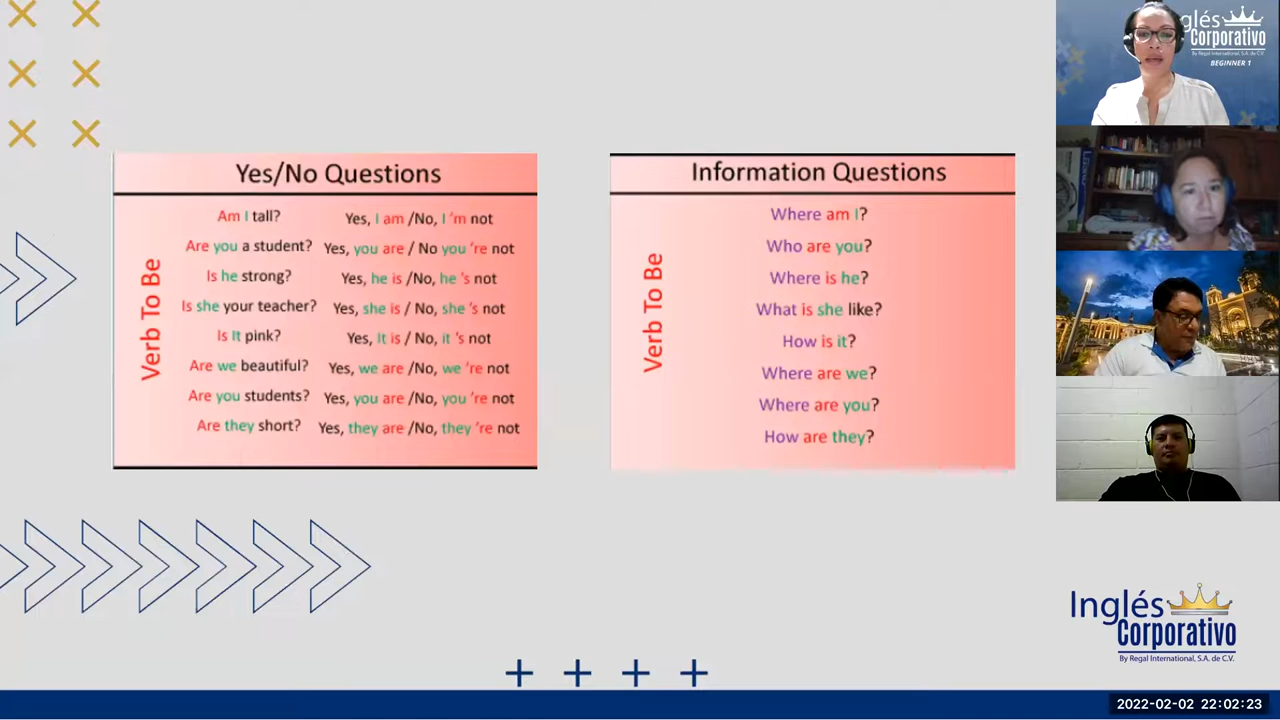 Yes/No Questions
Verb To Be
Am I tall? Yes, I am /No, I 'm not
Are you a student? Yes, you are / No you 're not
Is he strong? Yes, he is /No, he 's not
Is she your teacher? Yes, she is / No, she 's not
Is It pink? Yes, It is / No, it 's not
Are we beautiful? Yes, we are /No, we 're not
Are you students? Yes, you are /No, you 're not
Are they short? Yes, they are /No, they 're not
Information Questions
Verb To Be
Where am I?
Who are you?
Where is he?
What is she like?
How is it?
Where are we?
Where are you?
How are they?
glés
Corporativo
By Regal International, S.A. de C.V.
BEGINNER 1
Inglés
Corporativo
By Regal International, S.A. de C.V.
2022-02-02 22:02:23